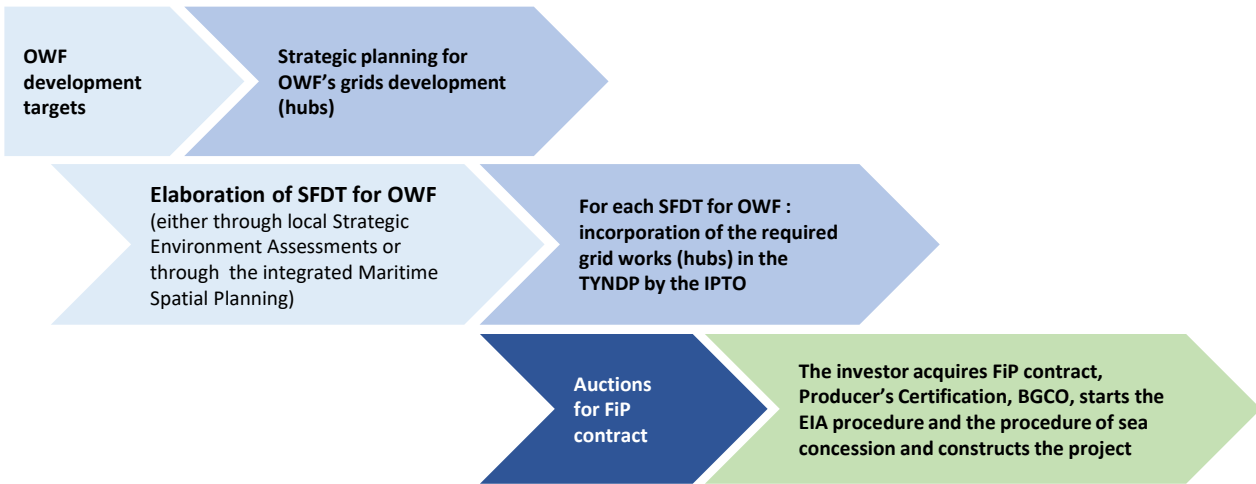 OWF
development
targets
Strategic planning for
OWF's grids development
(hubs)
Elaboration of SFDT for OWF
(either through local Strategic
Environment Assessments or
through the integrated Maritime
Spatial Planning)
For each SFDT for OWF :
incorporation of the required
grid works (hubs) in the
TYNDP by the IPTO
Auctions
for FiP
contract
The investor acquires FiP contract,
Producer's Certification, BGCO, starts the
EIA procedure and the procedure of sea
concession and constructs the project